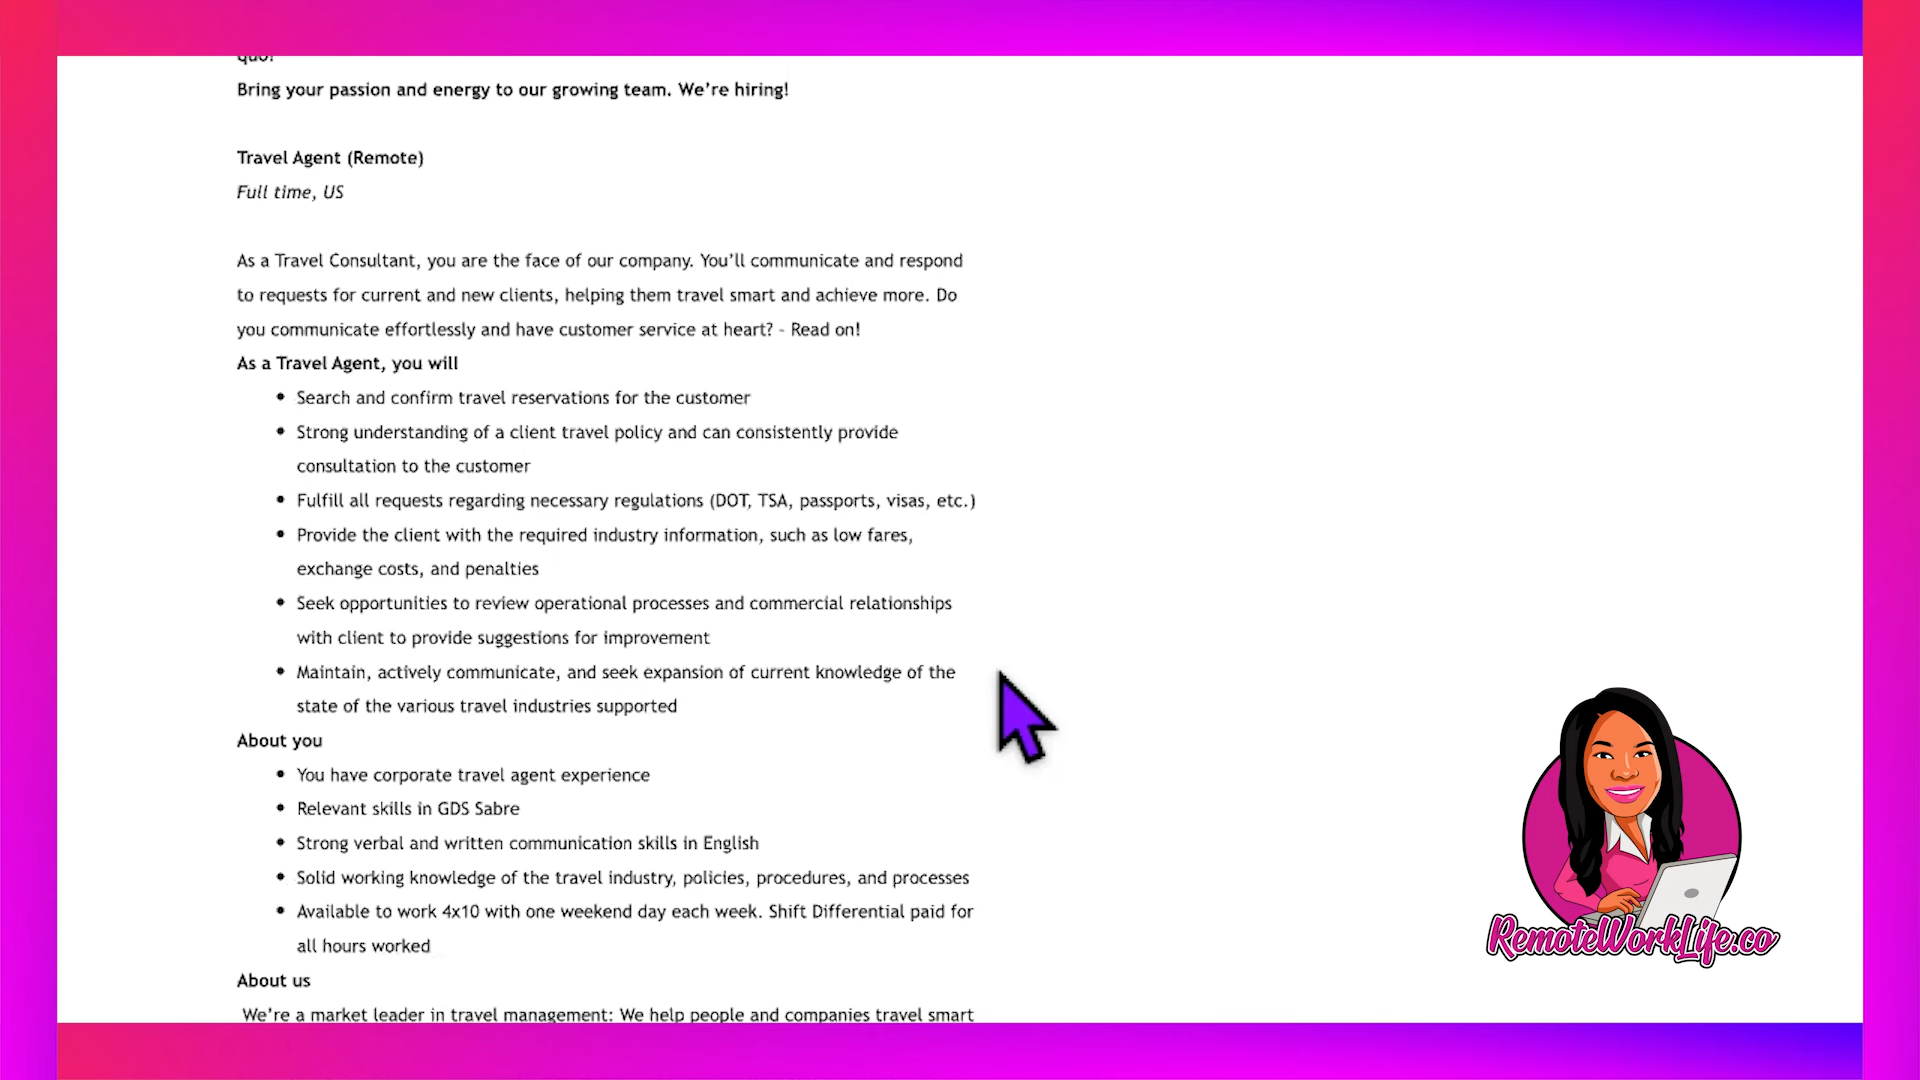 quo!
Bring your passion and energy to our growing team. We’re hiring!
Travel Agent (Remote)
Full time, US
As a Travel Consultant, you are the face of our company. You’ll communicate and respond
to requests for current and new clients, helping them travel smart and achieve more. Do
you communicate effortlessly and have customer service at heart? – Read on!
As a Travel Agent, you will
• Search and confirm travel reservations for the customer
• Strong understanding of a client travel policy and can consistently provide
consultation to the customer
• Fulfill all requests regarding necessary regulations (DOT, TSA, passports, visas, etc.)
• Provide the client with the required industry information, such as low fares,
exchange costs, and penalties
• Seek opportunities to review operational processes and commercial relationships
with client to provide suggestions for improvement
• Maintain, actively communicate, and seek expansion of current knowledge of the
state of the various travel industries supported
About you
• You have corporate travel agent experience
• Relevant skills in GDS Sabre
• Strong verbal and written communication skills in English
• Solid working knowledge of the travel industry, policies, procedures, and processes
• Available to work 4x10 with one weekend day each week. Shift Differential paid for
all hours worked
About us
We’re a market leader in travel management: We help people and companies travel smart
RemoteWorkLife.co